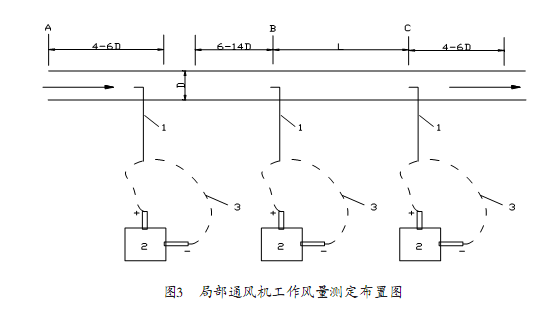 A B C
4-6D 6-14D L 4-6D
D
1 1 1
3 3 3
+ + +
2 2 2
- - -
图3 局部通风机工作风量测定布置图